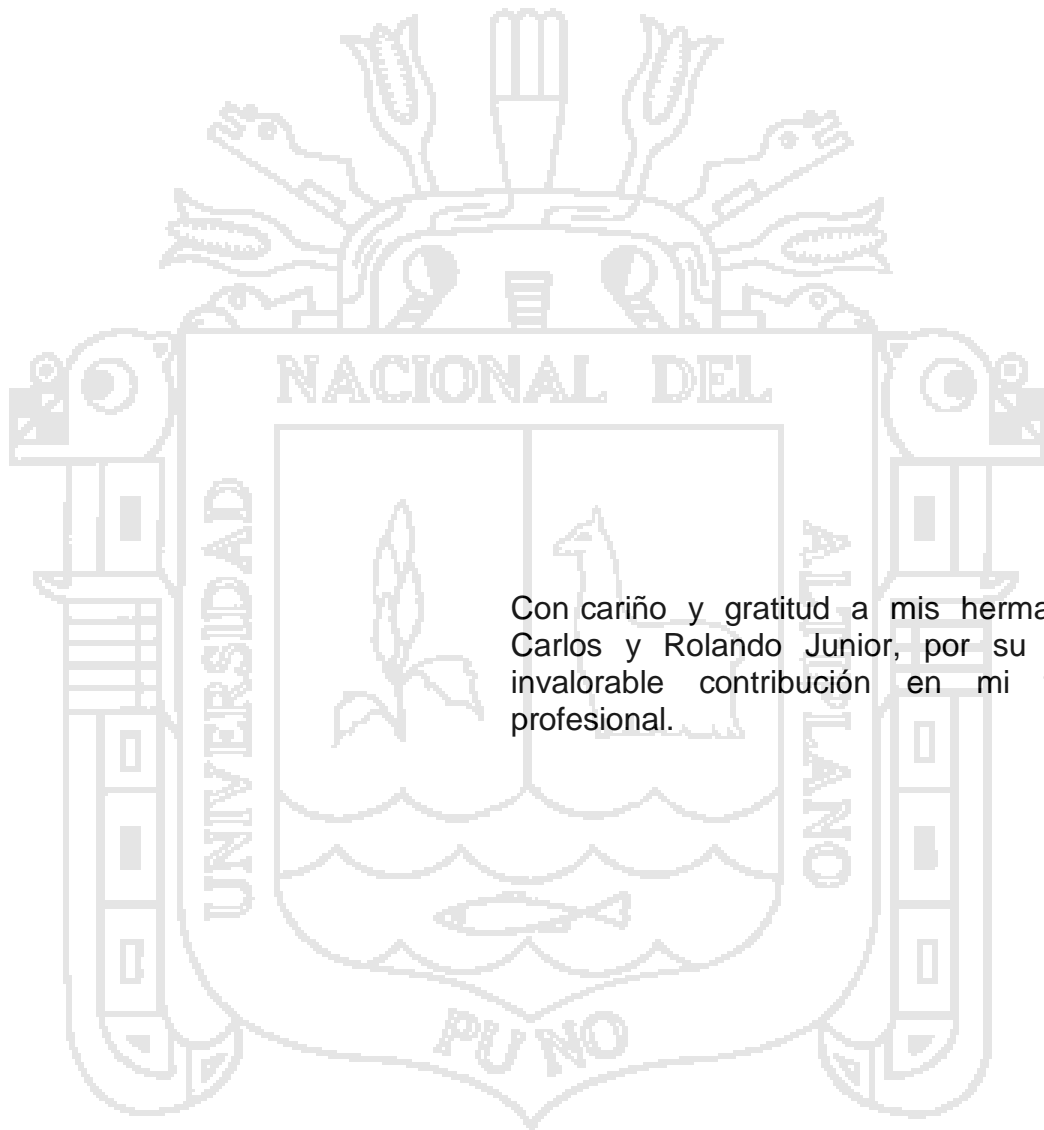 NACIONAL DEL
UNIVERSIDAD
ALTIPLANO
Con cariño y gratitud a mis
Carlos y Rolando Junior, por su
invalorable contribución en mi
profesional.
PUNO